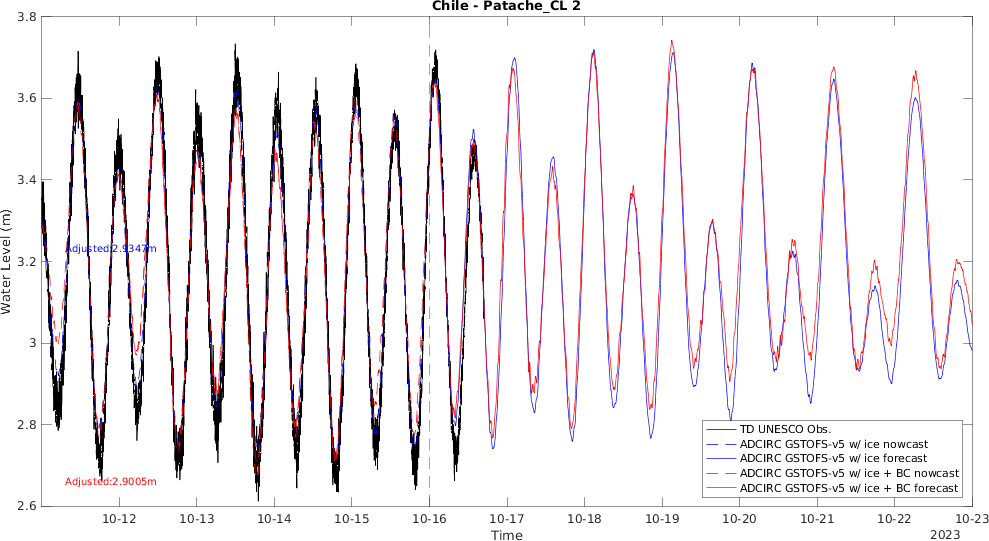 Chile - Patache_CL 2
3.8
3.6
3.4
3.2
3
2.8
2.6
Water Level (m)
Adjusted:2.9347m
Adjusted:2.9005m
TD UNESCO Obs.
ADCIRC GSTOFS-v5 w/ ice nowcast
ADCIRC GSTOFS-v5 w/ ice forecast
ADCIRC GSTOFS-v5 w/ ice + BC nowcast
ADCIRC GSTOFS-v5 w/ ice + BC forecast
10-12 10-13 10-14 10-15 10-16 10-17 10-18 10-19 10-20 10-21 10-22 10-23
Time
2023